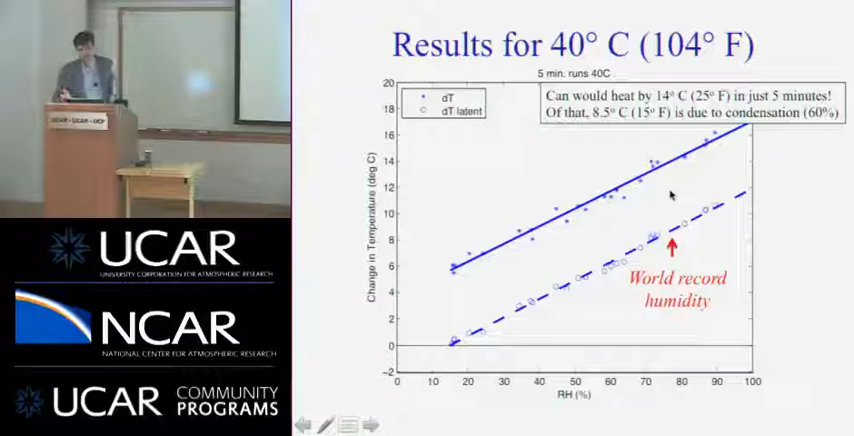 Results for 40° C (104° F)
5 min. runs 40C
Can would heat by 14° C (25° F) in just 5 minutes!
Of that, 8.5° C (15° F) is due to condensation (60%)
dT
dT latent
World record
humidity
Change in Temperature (deg C)
20
18
16
14
12
10
8
6
4
2
0
−2
0 10 20 30 40 50 60 70 80 90 100
RH (%)
UCAR
UNIVERSITY CORPORATION FOR ATMOSPHERIC RESEARCH
NCAR
NATIONAL CENTER FOR ATMOSPHERIC RESEARCH
UCAR COMMUNITY
PROGRAMS